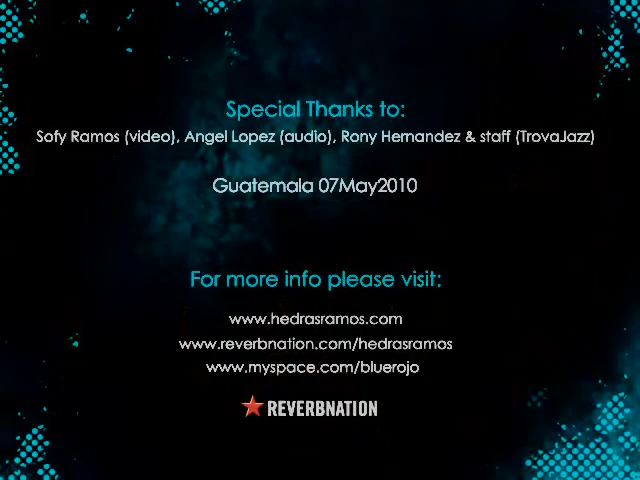 Special Thanks to:
Sofy Ramos (video), Angel Lopez (audio), Rony Hernandez & staff (TrovaJazz)
Guatemala 07May2010
For more info please visit:
www.hedrasramos.com
www.reverbnation.com/hedrasramos
www.myspace.com/bluerojo
REVERBNATION